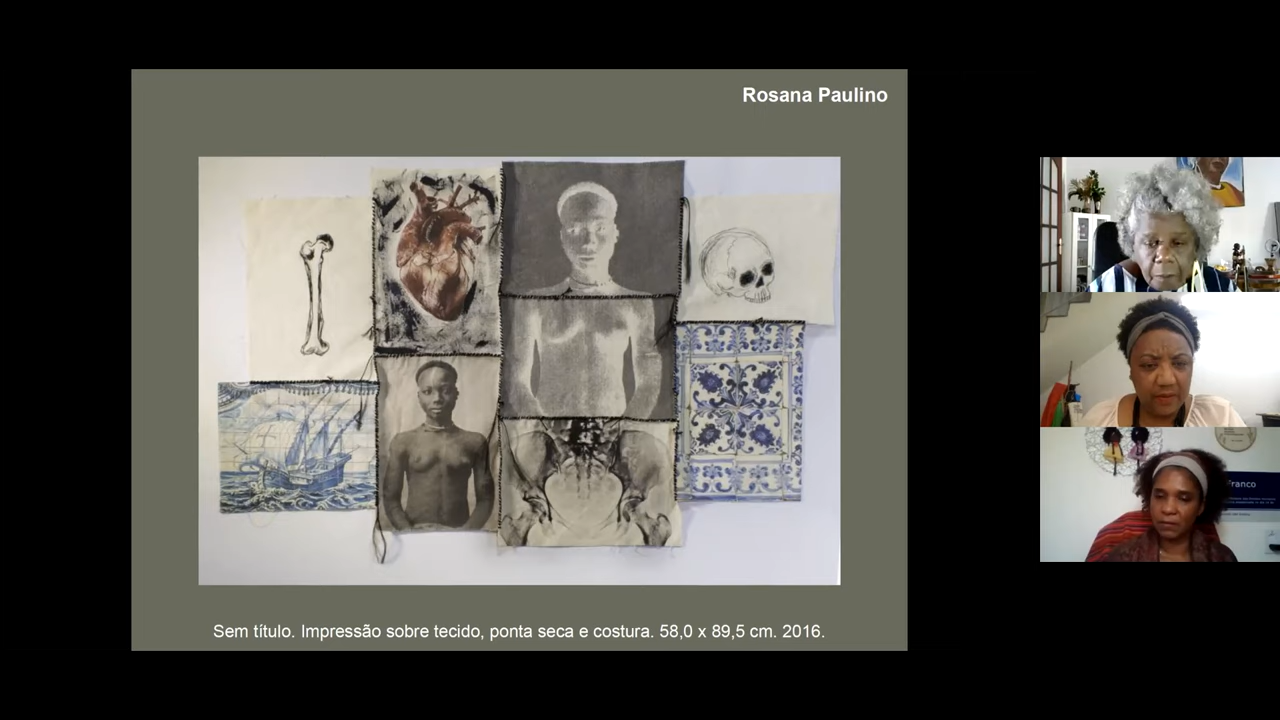 Rosana Paulino
Sem título. Impressão sobre tecido, ponta seca e costura. 58,0 x 89,5 cm. 2016.